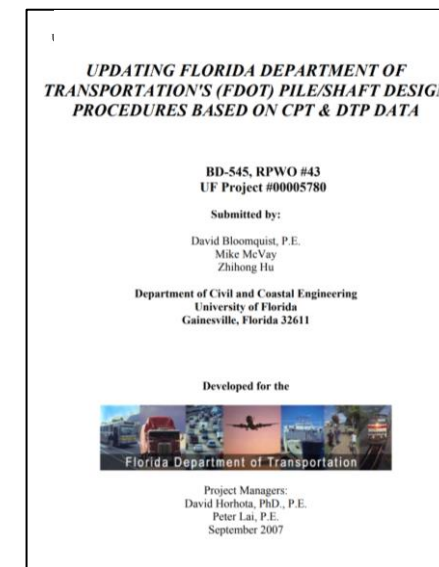 UPDATING FLORIDA DEPARTMENT OF
TRANSPORTATION'S (FDOT) PILE/SHAFT DESIG
PROCEDURES BASED ON CPT & DTP DATA
BD-545, RPWO #43
UF Project #00005780
Submitted by:
David Bloomquist, P.E.
Mike McVay
Zhihong Hu
Department of Civil and Coastal Engineering
University of Florida
Gainesville, Florida 32611
Developed for the
Florida Department of Transportation
Project Managers:
David Horhota, PhD., P.E.
Peter Lai, P.E.
September 2007